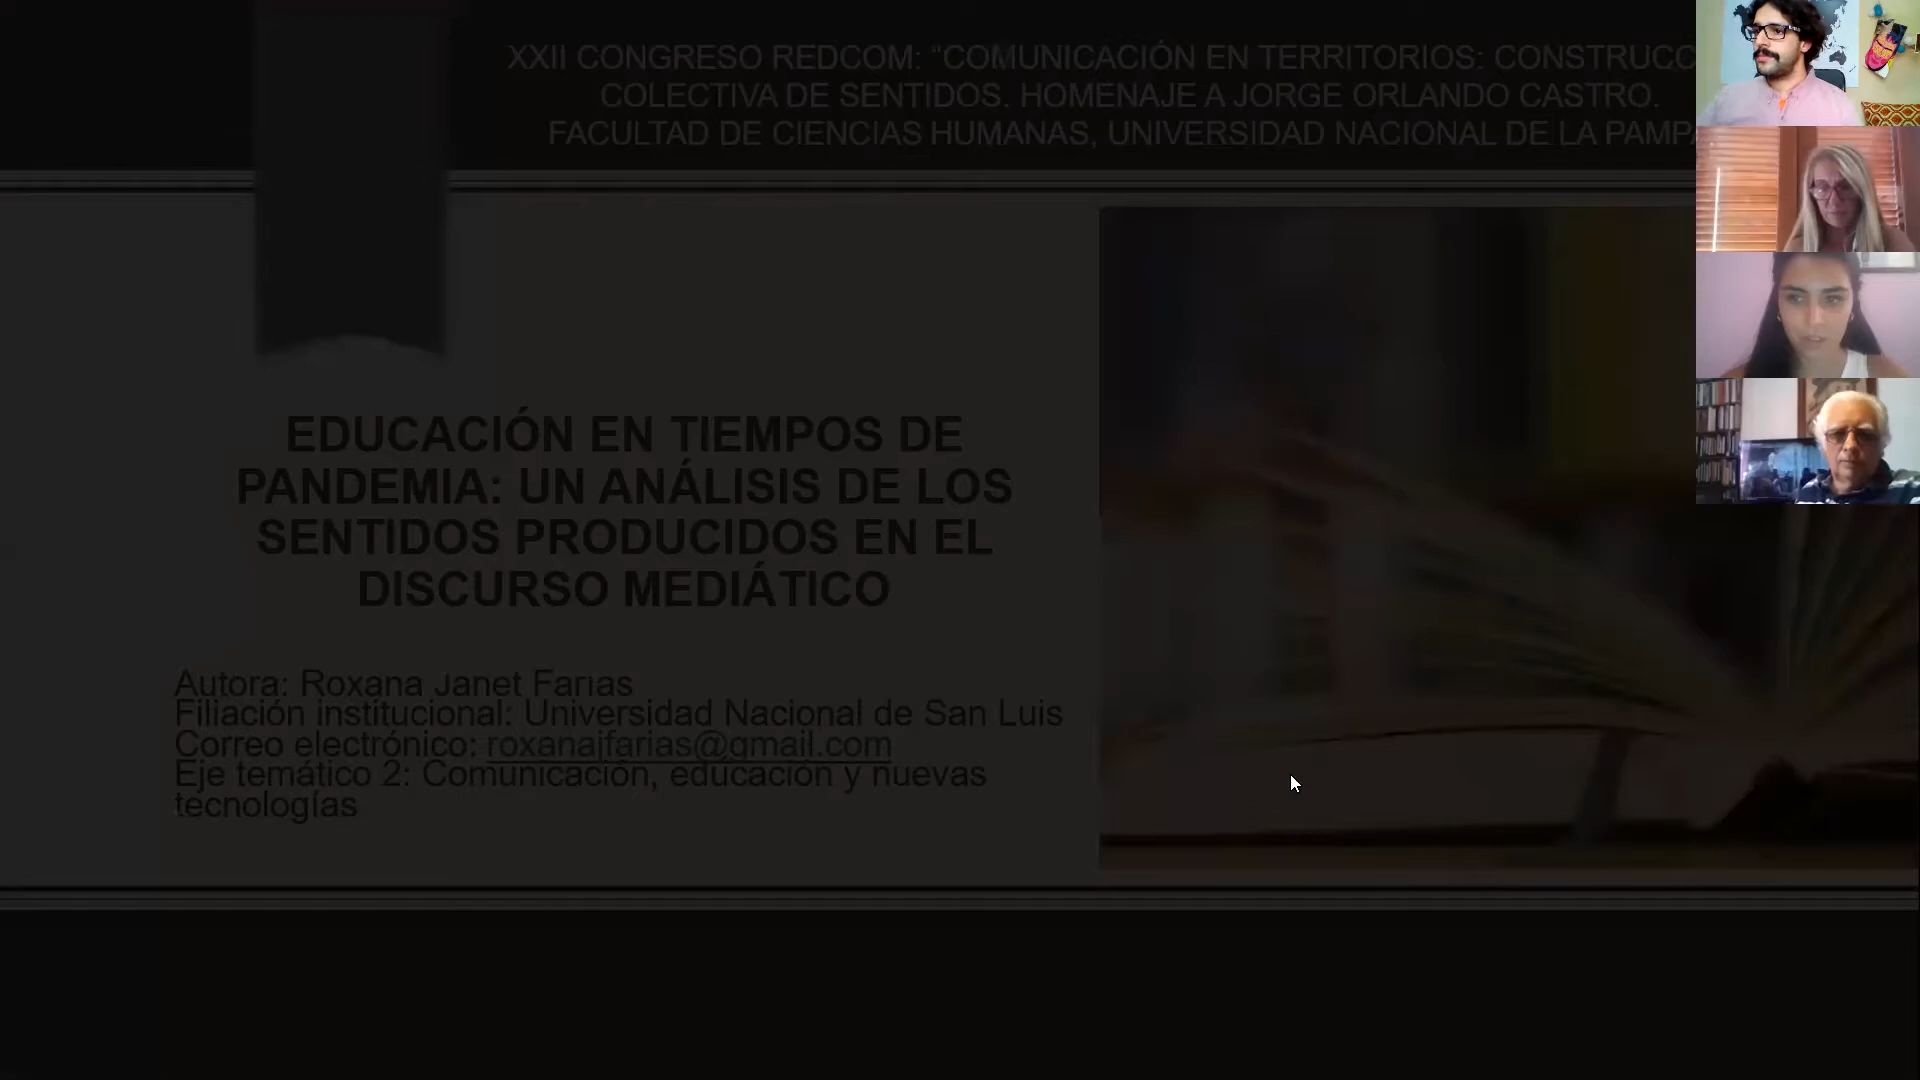 XXII CONGRESO REDCOM: “COMUNICACIÓN EN TERRITORIOS: CONSTRUCC
COLECTIVA DE SENTIDOS. HOMENAJE A JORGE ORLANDO CASTRO.
FACULTAD DE CIENCIAS HUMANAS, UNIVERSIDAD NACIONAL DE LA PAMPA
EDUCACIÓN EN TIEMPOS DE
PANDEMIA: UN ANÁLISIS DE LOS
SENTIDOS PRODUCIDOS EN EL
DISCURSO MEDIÁTICO
Autora: Roxana Janet Farias
Filiación institucional: Universidad Nacional de San Luis
Correo electrónico: roxanajfarias@gmail.com
Eje temático 2: Comunicación, educación y nuevas
tecnologías